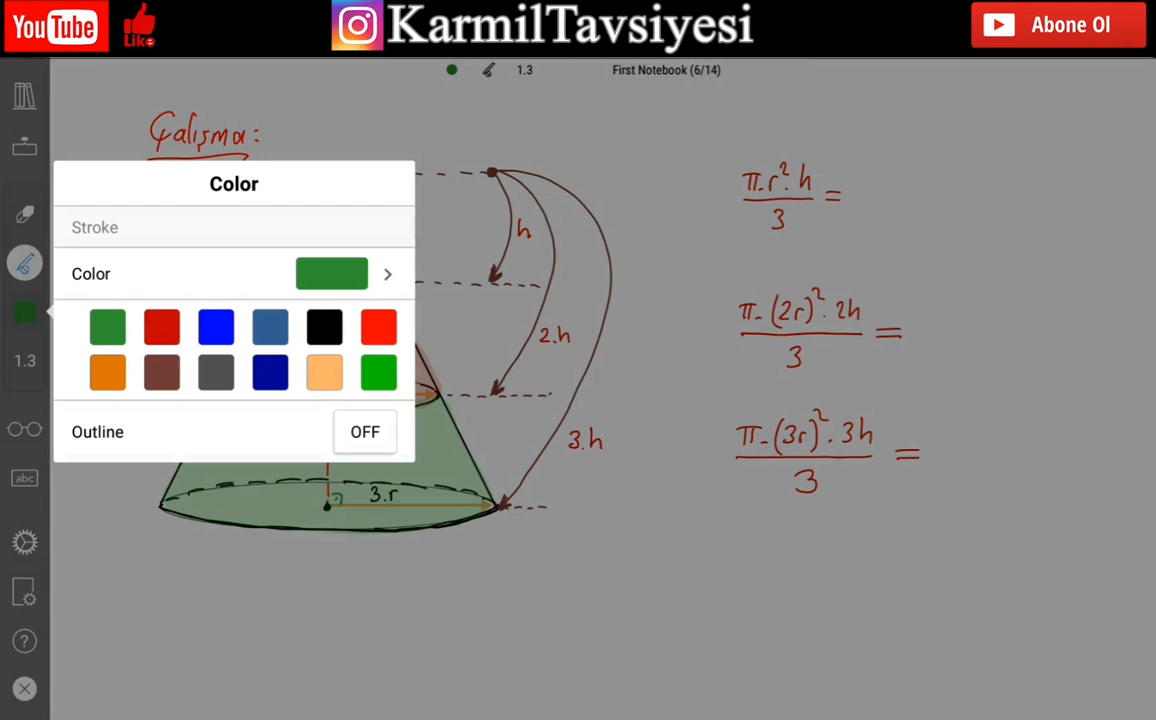 YouTube
Like
KarmilTavsiyesi
Abone Ol
1.3
First Notebook (6/14)
Çalışma:
Color
Stroke
Color
Outline
OFF
1.3
abc
?
h
2.h
3.h
3.r
π.r².h
3
=
π.(2r)².2h
3
=
π.(3r)².3h
3
=